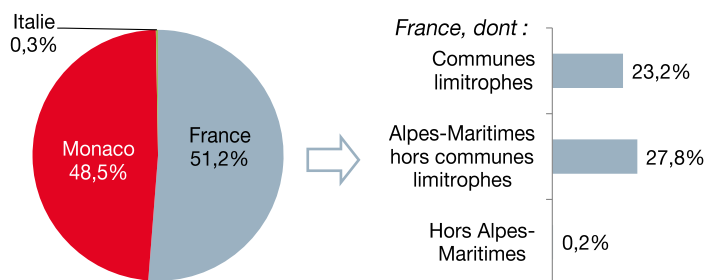 Italie
0,3%
Monaco
48,5%
France
51,2%
France, dont :
Communes
limitrophes
23,2%
Alpes-Maritimes
hors communes
limitrophes
27,8%
Hors Alpes-
Maritimes
0,2%